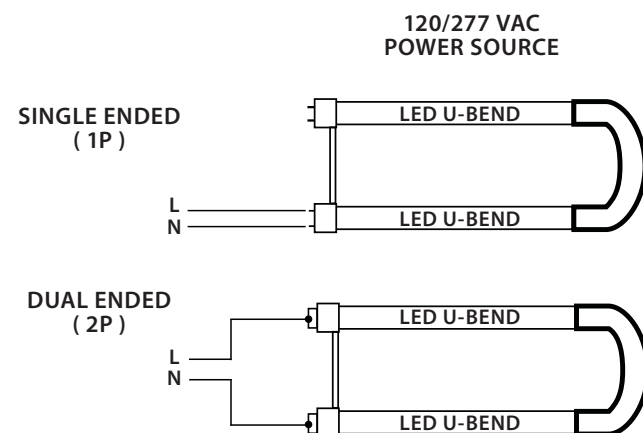 120/277 VAC
POWER SOURCE
SINGLE ENDED
( 1P )
LED U-BEND
L
N
LED U-BEND
DUAL ENDED
( 2P )
LED U-BEND
L
N
LED U-BEND